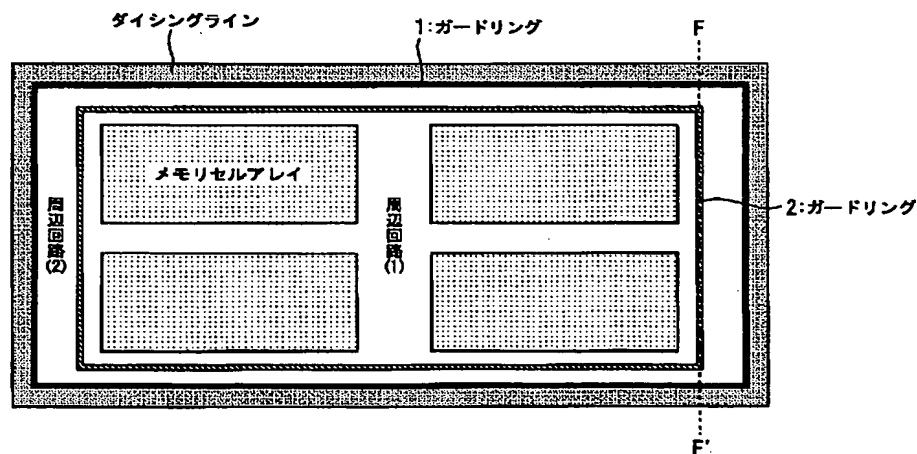 ダイシングライン
1:ガードリング
F
メモリセルアレイ
周辺回路(2)
周辺回路(1)
2:ガードリング
F'